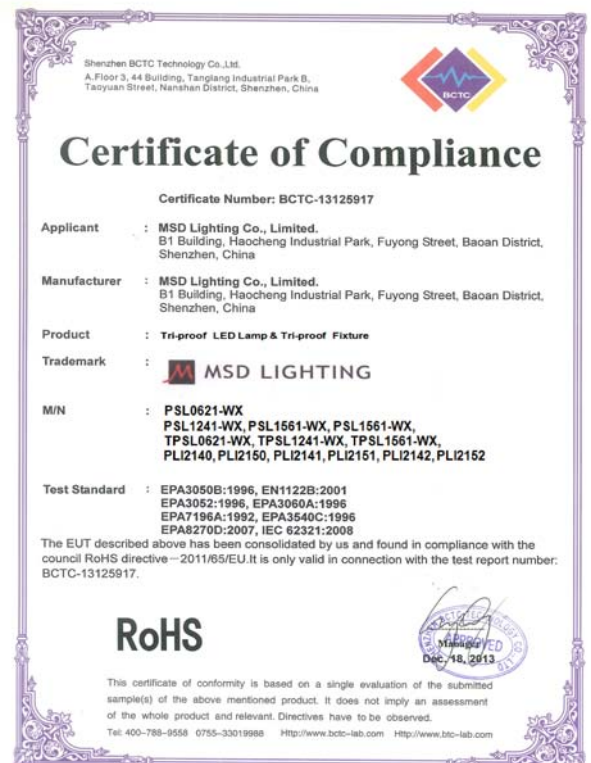 Shenzhen BCTC Technology Co.,Ltd.
A.Floor 3, 44 Building, Tanglang Industrial Park B,
Taoyuan Street, Nanshan District, Shenzhen, China
BCTC
Certificate of Compliance
Certificate Number: BCTC-13125917
Applicant : MSD Lighting Co., Limited.
B1 Building, Haocheng Industrial Park, Fuyong Street, Baoan District,
Shenzhen, China
Manufacturer : MSD Lighting Co., Limited.
B1 Building, Haocheng Industrial Park, Fuyong Street, Baoan District,
Shenzhen, China
Product : Tri-proof LED Lamp & Tri-proof Fixture
Trademark : MSD LIGHTING
M/N : PSL0621-WX
PSL1241-WX, PSL1561-WX, PSL1561-WX,
TPSL0621-WX, TPSL1241-WX, TPSL1561-WX,
PLI2140, PLI2150, PLI2141, PLI2151, PLI2142, PLI2152
Test Standard : EPA3050B:1996, EN1122B:2001
EPA3052:1996, EPA3060A:1996
EPA7196A:1992, EPA3540C:1996
EPA8270D:2007, IEC 62321:2008
The EUT described above has been consolidated by us and found in compliance with the
council RoHS directive—2011/65/EU.It is only valid in connection with the test report number:
BCTC-13125917.
RoHS
APPROVED
Manager
Dec. 18, 2013
This certificate of conformity is based on a single evaluation of the submitted
sample(s) of the above mentioned product. It does not imply an assessment
of the whole product and relevant. Directives have to be observed.
Tel: 400-788-9558 0755-33019988 Http://www.bctc-lab.com Http://www.btc-lab.com